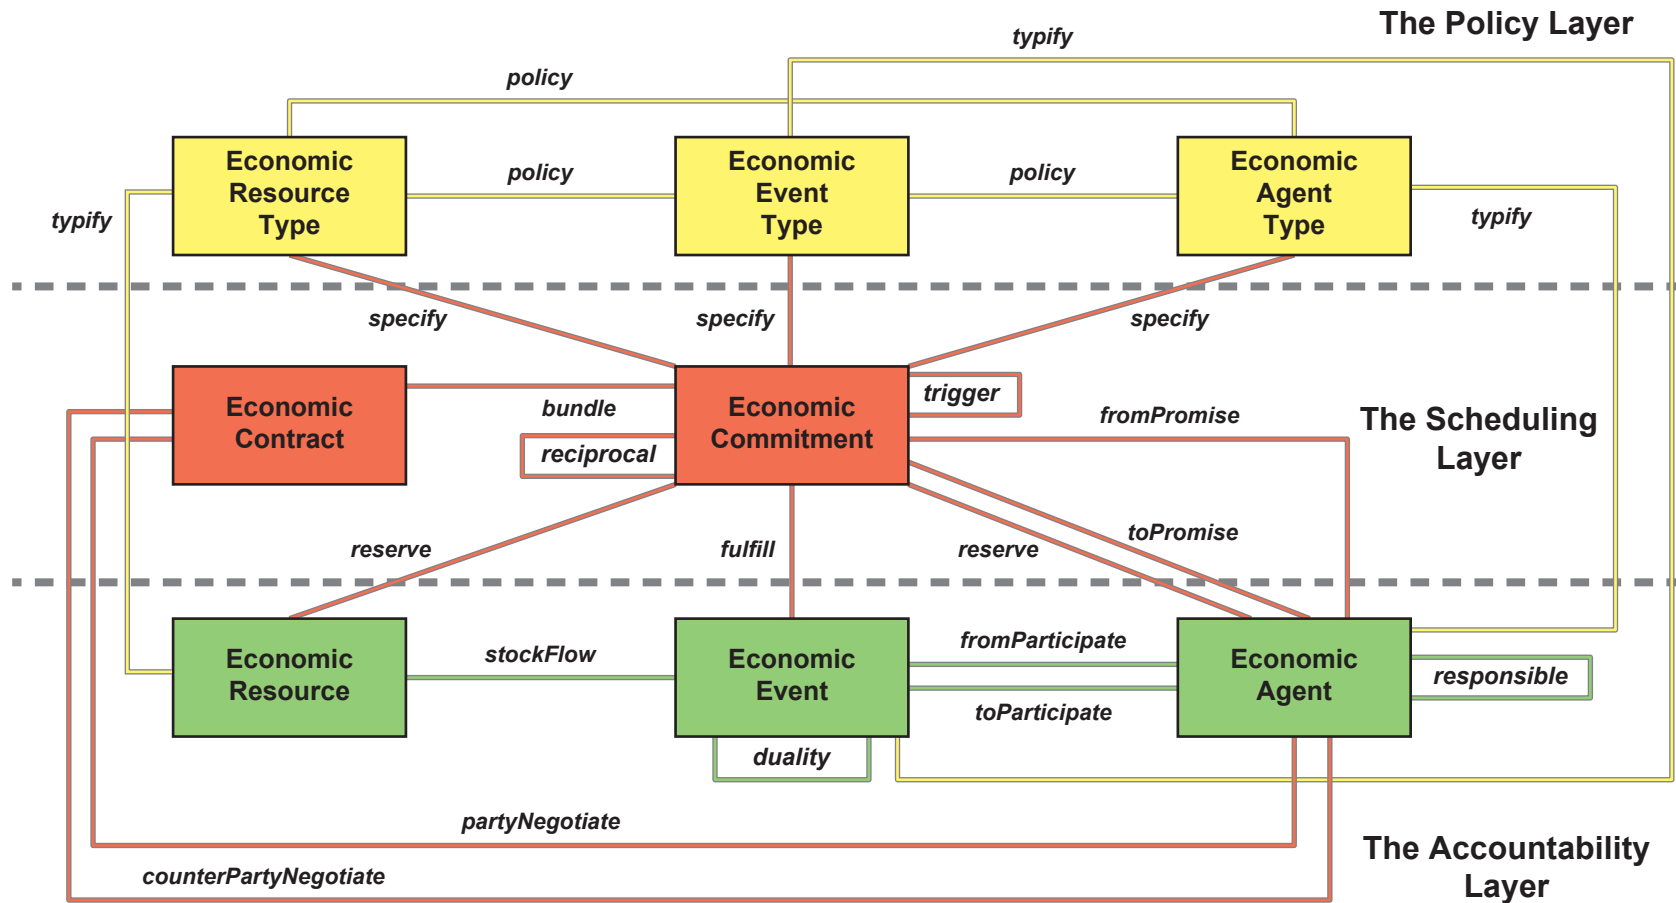 The Policy Layer
typify
policy
Economic
Resource
Type
policy
Economic
Event
Type
policy
Economic
Agent
Type
typify
typify
specify
specify
specify
Economic
Contract
bundle
reciprocal
Economic
Commitment
trigger
fromPromise
The Scheduling
Layer
reserve
fulfill
reserve
toPromise
Economic
Resource
stockFlow
Economic
Event
fromParticipate
toParticipate
Economic
Agent
responsible
duality
partyNegotiate
counterPartyNegotiate
The Accountability
Layer